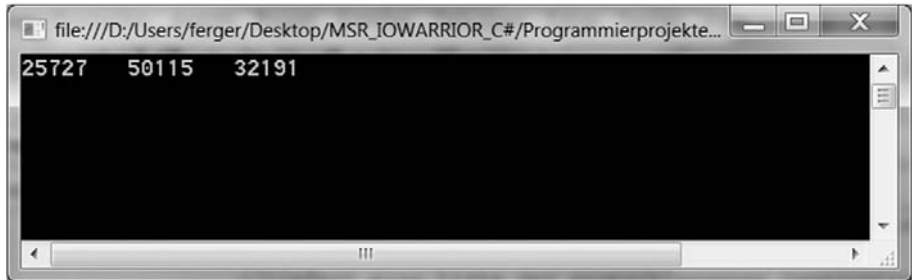 file:///D:/Users/ferger/Desktop/MSR_IOWARRIOR_C#/Programmierprojekte...
25727 50115 32191